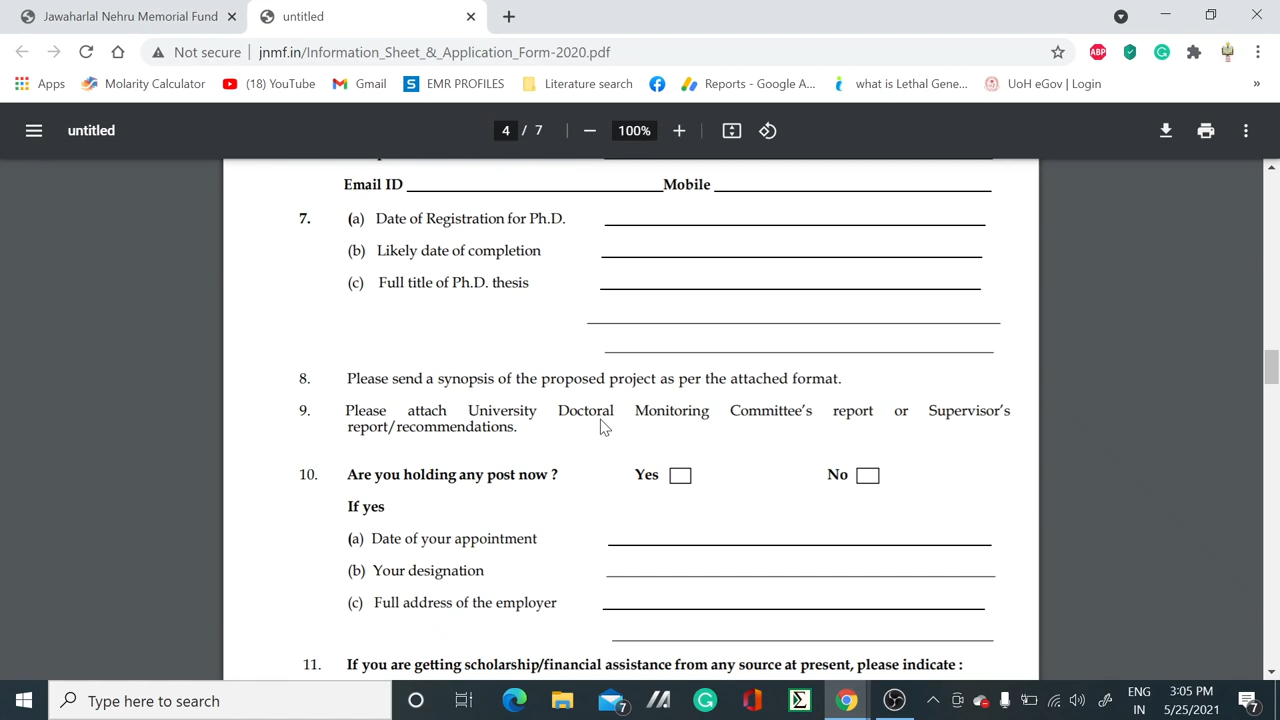 Jawaharlal Nehru Memorial Fund
untitled
Not secure
jnmf.in/Information_Sheet_&_Application_Form-2020.pdf
ABP
Apps
Molarity Calculator
(18) YouTube
Gmail
EMR PROFILES
Literature search
Reports - Google A...
what is Lethal Gene...
UoH eGov | Login
»
untitled
4 / 7
100%
Email ID
Mobile
7. (a) Date of Registration for Ph.D.
(b) Likely date of completion
(c) Full title of Ph.D. thesis
8. Please send a synopsis of the proposed project as per the attached format.
9. Please attach University Doctoral Monitoring Committee's report or Supervisor's
report/recommendations.
10. Are you holding any post now ? Yes No
If yes
(a) Date of your appointment
(b) Your designation
(c) Full address of the employer
11. If you are getting scholarship/financial assistance from any source at present, please indicate :
Type here to search
7
ENG
IN
3:05 PM
5/25/2021
7